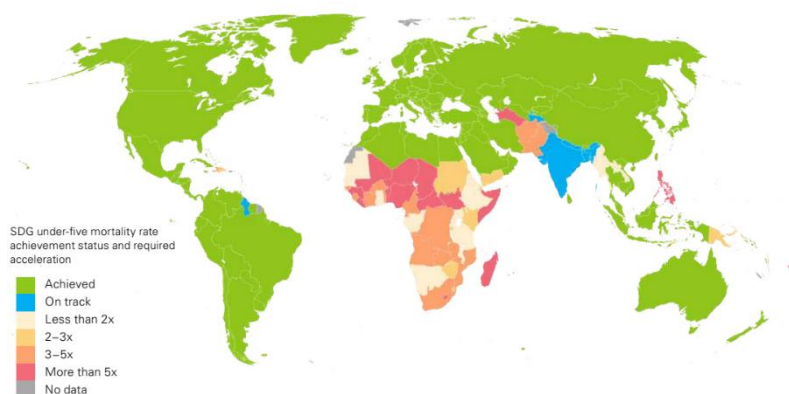 SDG under-five mortality rate
achievement status and required
acceleration
Achieved
On track
Less than 2x
2–3x
3–5x
More than 5x
No data